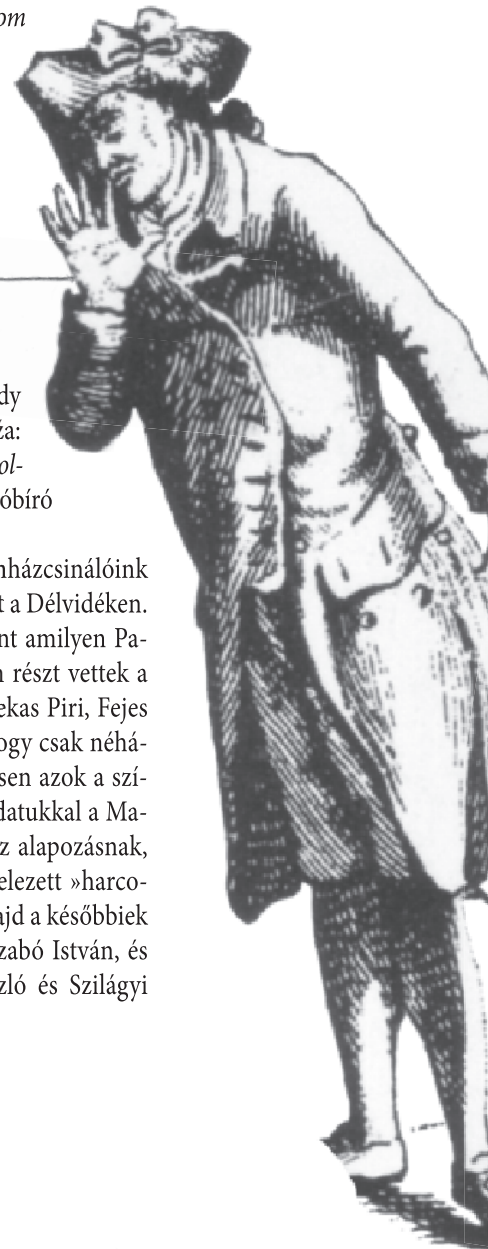 om
dy
ża:
ol-
óbíró
nházcsinálóink
t a Délvidéken.
nt amilyen Pa-
n részt vettek a
ekas Piri, Fejes
ogy csak néhá-
sen azok a szí-
datukkal a Ma-
z alapozásnak,
elezett »harco-
ajd a későbbiek
zabó István, és
zló és Szilágyi